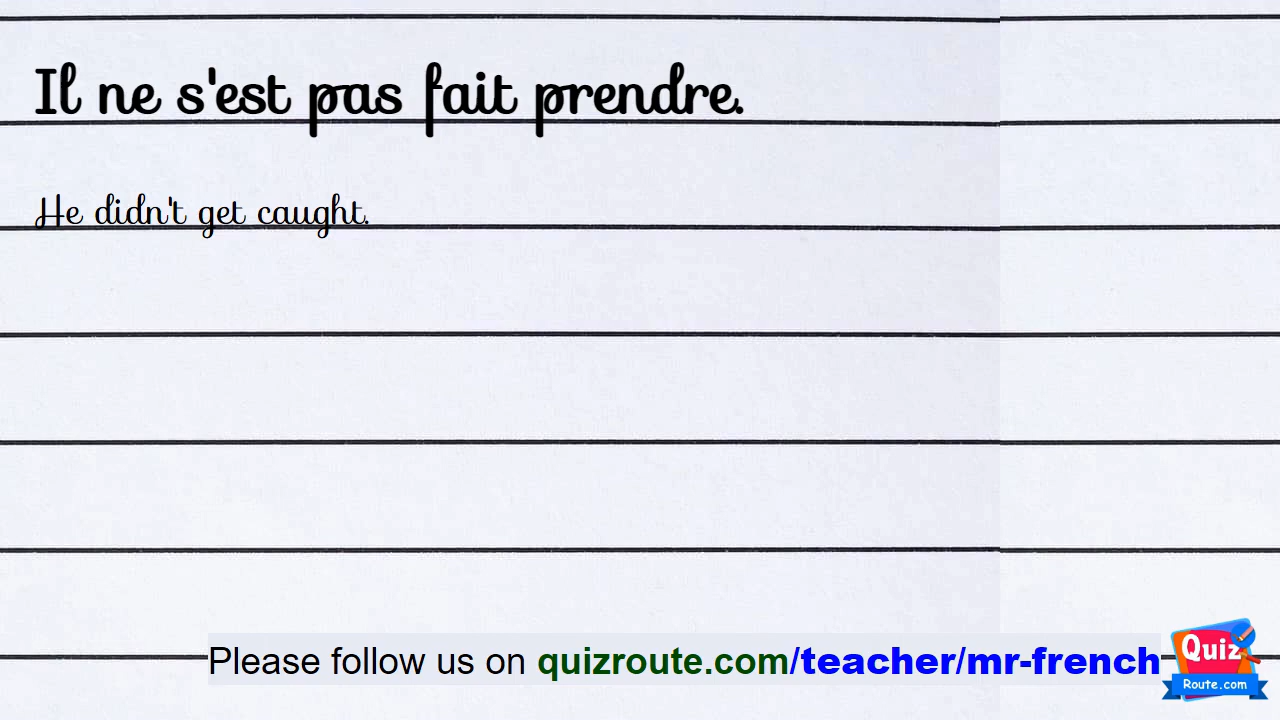 Il ne s'est pas fait prendre.
He didn't get caught.
Please follow us on quizroute.com/teacher/mr-french
Quiz
Route.com